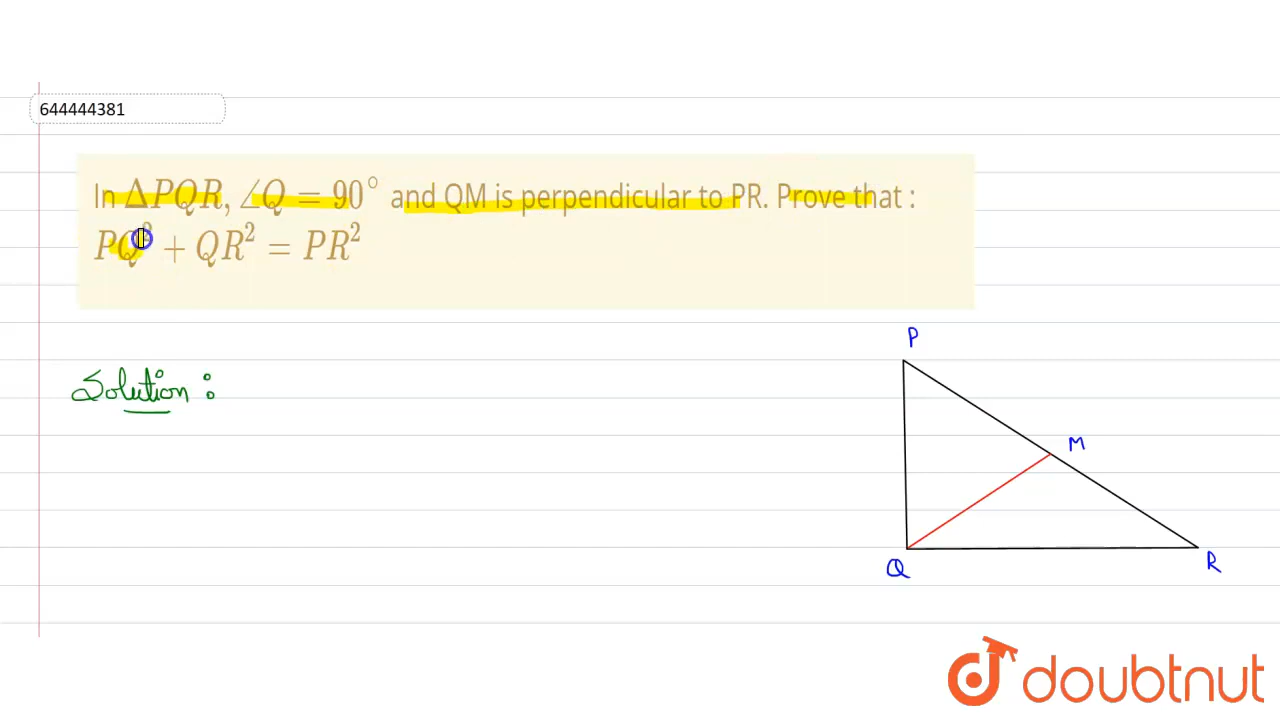 644444381
In ΔPQR, ∠Q = 90° and QM is perpendicular to PR. Prove that :
PQ² + QR² = PR²
Solution :
P
M
Q
R
doubtnut